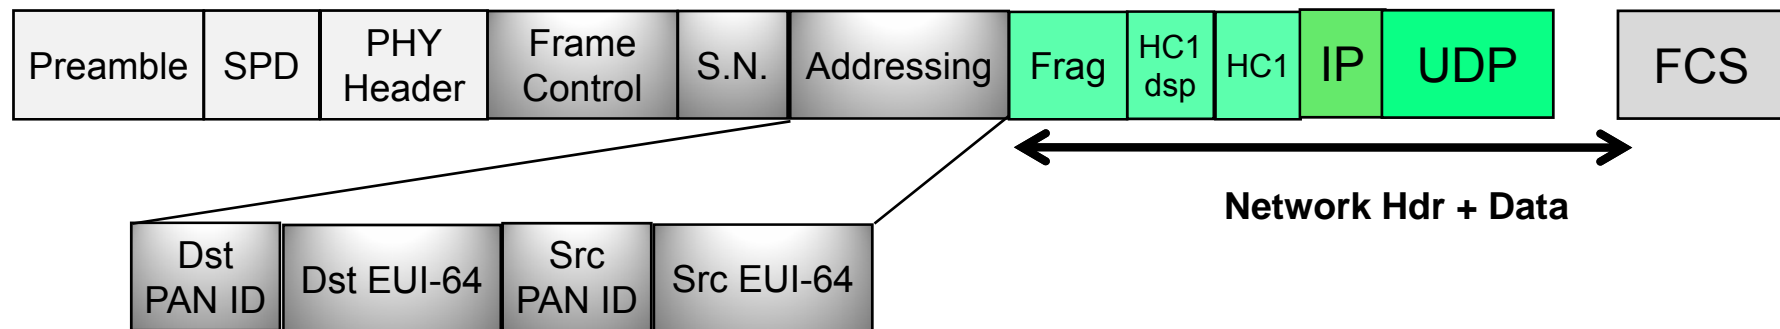 Preamble
SPD
PHY
Header
Frame
Control
S.N.
Addressing
Frag
HC1
dsp
HC1
IP
UDP
FCS
Network Hdr + Data
Dst
PAN ID
Dst EUI-64
Src
PAN ID
Src EUI-64